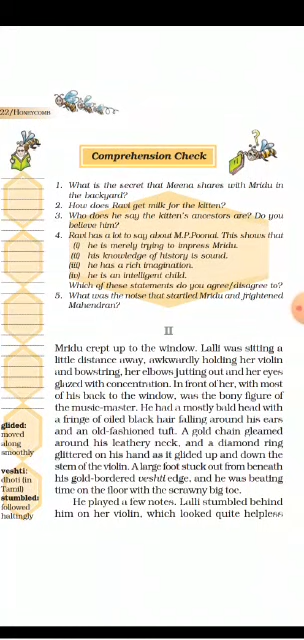 22/HONEYCOMB
Comprehension Check
1. What is the secret that Meena shares with Mridu in
the backyard?
2. How does Ravi get milk for the kitten?
3. Who does he say the kitten's ancestors are? Do you
believe him?
4. Ravi has a lot to say about M.P.Poonai. This shows that
(i) he is merely trying to impress Mridu.
(ii) his knowledge of history is sound.
(iii) he has a rich imagination.
(iv) he is an intelligent child.
Which of these statements do you agree/disagree to?
5. What was the noise that startled Mridu and frightened
Mahendran?
II
Mridu crept up to the window. Lalli was sitting a
little distance away, awkwardly holding her violin
and bowstring, her elbows jutting out and her eyes
glazed with concentration. In front of her, with most
of his back to the window, was the bony figure of
the music-master. He had a mostly bald head with
a fringe of oiled black hair falling around his ears
and an old-fashioned tuft. A gold chain gleamed
around his leathery neck, and a diamond ring
glittered on his hand as it glided up and down the
stem of the violin. A large foot stuck out from beneath
his gold-bordered veshti edge, and he was beating
time on the floor with the scrawny big toe.
He played a few notes. Lalli stumbled behind
him on her violin, which looked quite helpless
glided:
moved
along
smoothly
veshti:
dhoti (in
Tamil)
stumbled:
followed
haltingly